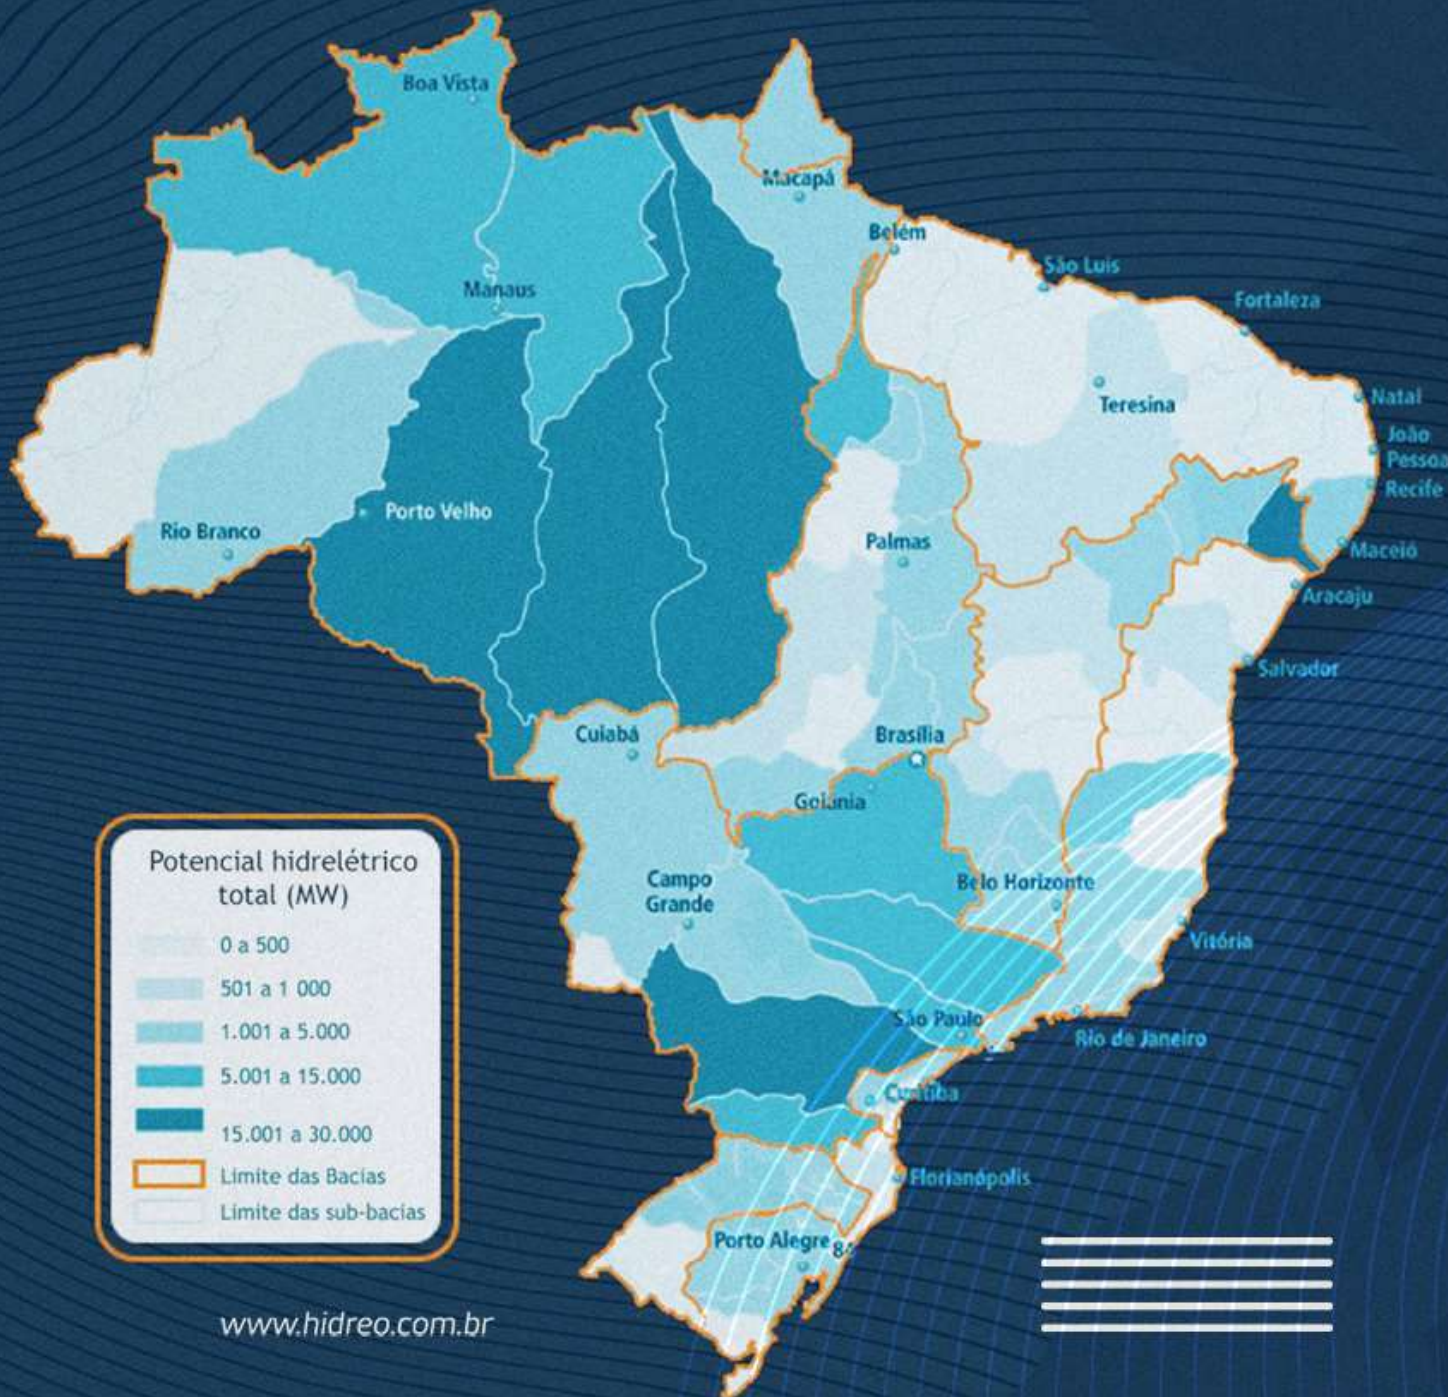 Boa Vista
Macapá
Belém
São Luis
Manaus
Fortaleza
Natal
Teresina
João
Pessoa
Recife
Porto Velho
Rio Branco
Palmas
Maceió
Aracaju
Salvador
Cuiabá
Brasília
Goiânia
Campo
Grande
Belo Horizonte
Vitória
São Paulo
Rio de Janeiro
Curitiba
Florianópolis
Porto Alegre
84
Potencial hidrelétrico
total (MW)
0 a 500
501 a 1 000
1.001 a 5.000
5.001 a 15.000
15.001 a 30.000
Limite das Bacias
Limite das sub-bacias
www.hidreo.com.br